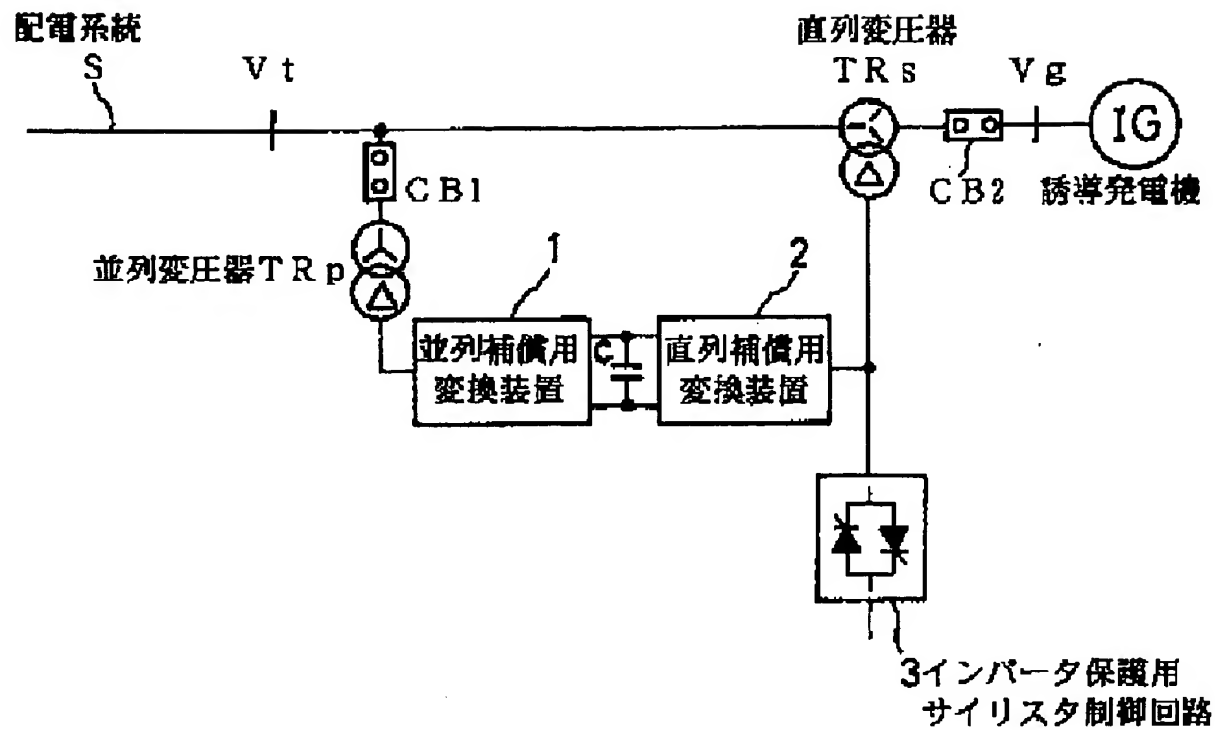 配電系統
S
Vt
直列変圧器
TRs
Vg
IG
CB1
CB2
誘導発電機
並列変圧器TRp
1
2
並列補償用
変換装置
C
直列補償用
変換装置
3インバータ保護用
サイリスタ制御回路